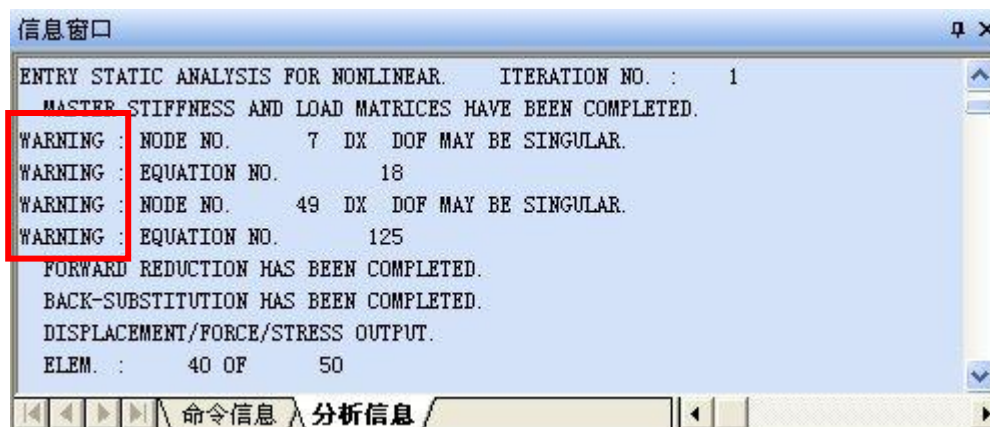 信息窗口
ENTRY STATIC ANALYSIS FOR NONLINEAR. ITERATION NO. : 1
MASTER STIFFNESS AND LOAD MATRICES HAVE BEEN COMPLETED.
WARNING : NODE NO. 7 DX DOF MAY BE SINGULAR.
WARNING : EQUATION NO. 18
WARNING : NODE NO. 49 DX DOF MAY BE SINGULAR.
WARNING : EQUATION NO. 125
FORWARD REDUCTION HAS BEEN COMPLETED.
BACK-SUBSTITUTION HAS BEEN COMPLETED.
DISPLACEMENT/FORCE/STRESS OUTPUT.
ELEM. : 40 OF 50
命令信息 分析信息